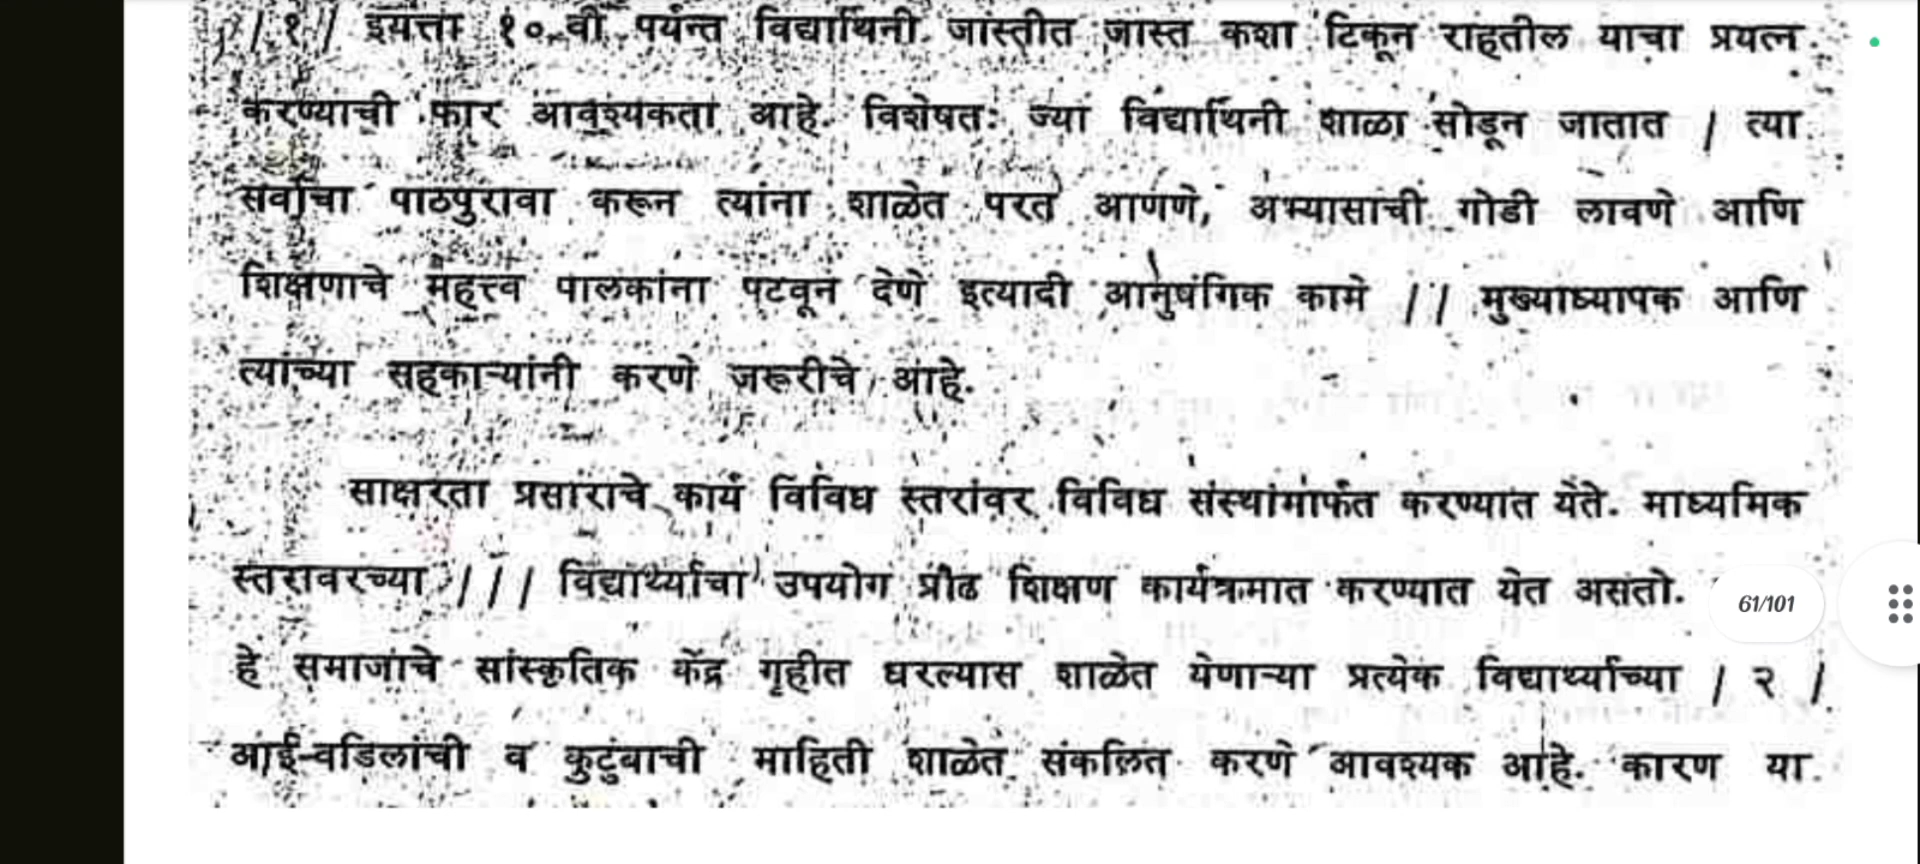 / १ / इयत्ता १० वी पर्यन्त विद्यार्थिनी जास्तीत जास्त कशा टिकून राहतील याचा प्रयत्न
करण्याची फार आवश्यकता आहे. विशेषतः ज्या विद्यार्थिनी शाळा सोडून जातात / त्या
सर्वांचा पाठपुरावा करून त्यांना शाळेत परत आणणे, अभ्यासाची गोडी लावणे आणि
शिक्षणाचे महत्त्व पालकांना पटवून देणे इत्यादी आनुषंगिक कामे / / मुख्याध्यापक आणि
त्यांच्या सहकाऱ्यांनी करणे जरूरीचे आहे.
साक्षरता प्रसाराचे कार्य विविध स्तरांवर विविध संस्थांमार्फत करण्यात येते. माध्यमिक
स्तरावरच्या / / / विद्यार्थ्यांचा उपयोग प्रौढ शिक्षण कार्यक्रमात करण्यात येत असतो.
61/101
हे समाजाचे सांस्कृतिक केंद्र गृहीत धरल्यास शाळेत येणाऱ्या प्रत्येक विद्यार्थ्याच्या / २ /
आई-वडिलांची व कुटुंबाची माहिती शाळेत संकलित करणे आवश्यक आहे. कारण या